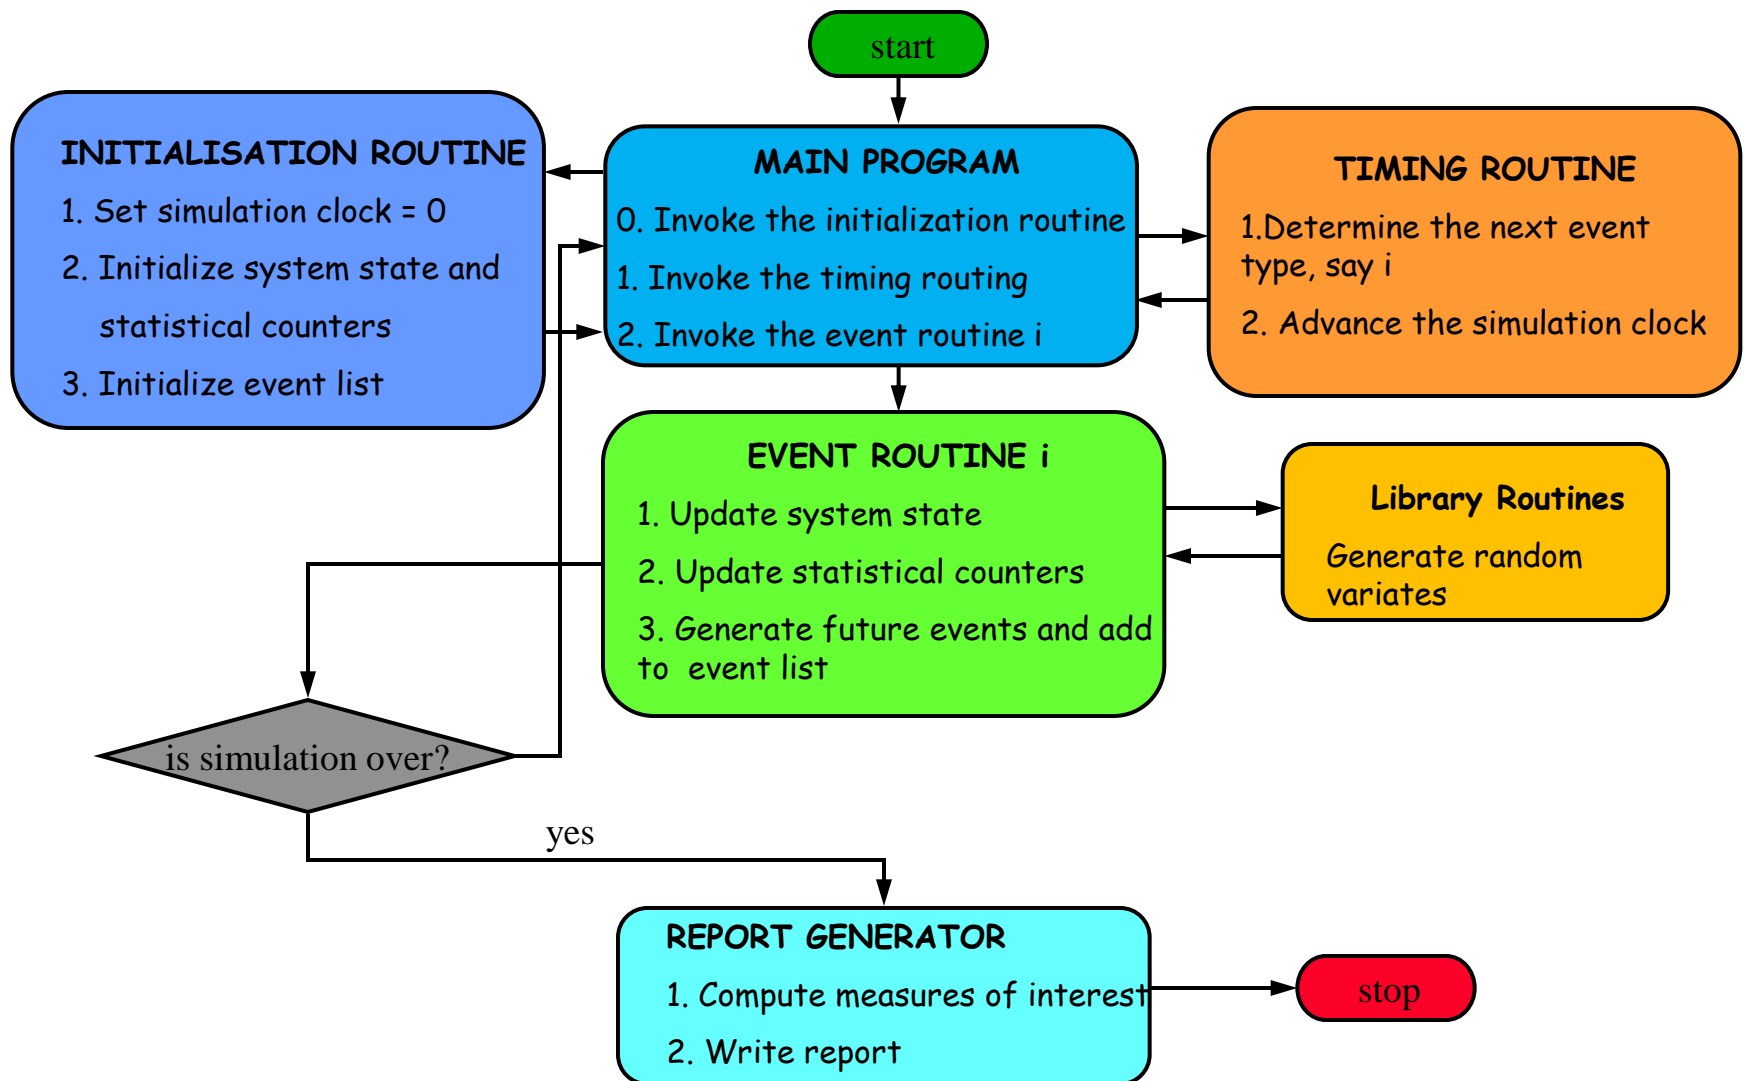 start
INITIALISATION ROUTINE
1. Set simulation clock = 0
2. Initialize system state and
statistical counters
3. Initialize event list
MAIN PROGRAM
0. Invoke the initialization routine
1. Invoke the timing routing
2. Invoke the event routine i
TIMING ROUTINE
1.Determine the next event
type, say i
2. Advance the simulation clock
EVENT ROUTINE i
1. Update system state
2. Update statistical counters
3. Generate future events and add
to event list
Library Routines
Generate random
variates
is simulation over?
yes
REPORT GENERATOR
1. Compute measures of interest
2. Write report
stop